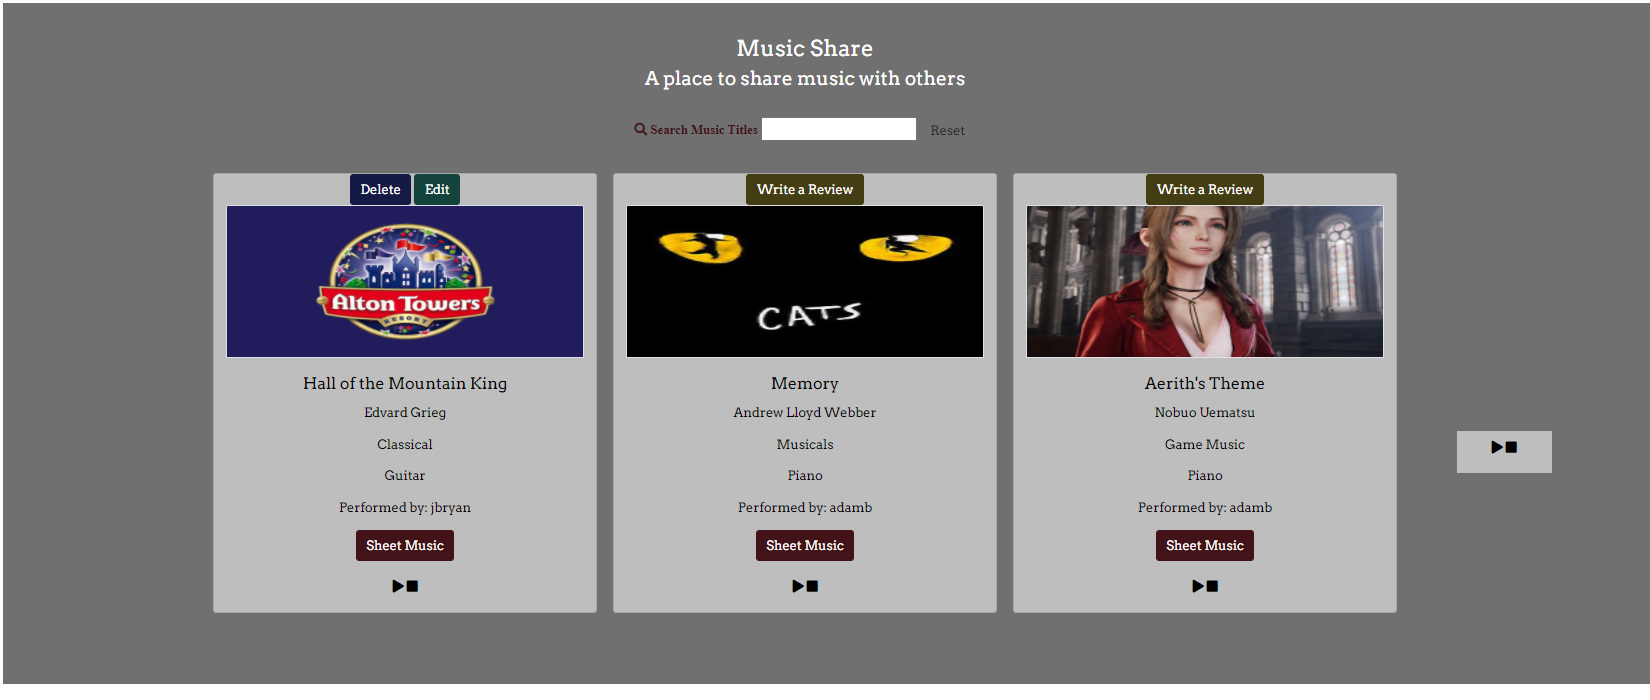 Music Share
A place to share music with others
Search Music Titles Reset
Delete Edit
Alton Towers
RESORT
Hall of the Mountain King
Edvard Grieg
Classical
Guitar
Performed by: jbryan
Sheet Music
Write a Review
CATS
Memory
Andrew Lloyd Webber
Musicals
Piano
Performed by: adamb
Sheet Music
Write a Review
Aerith's Theme
Nobuo Uematsu
Game Music
Piano
Performed by: adamb
Sheet Music